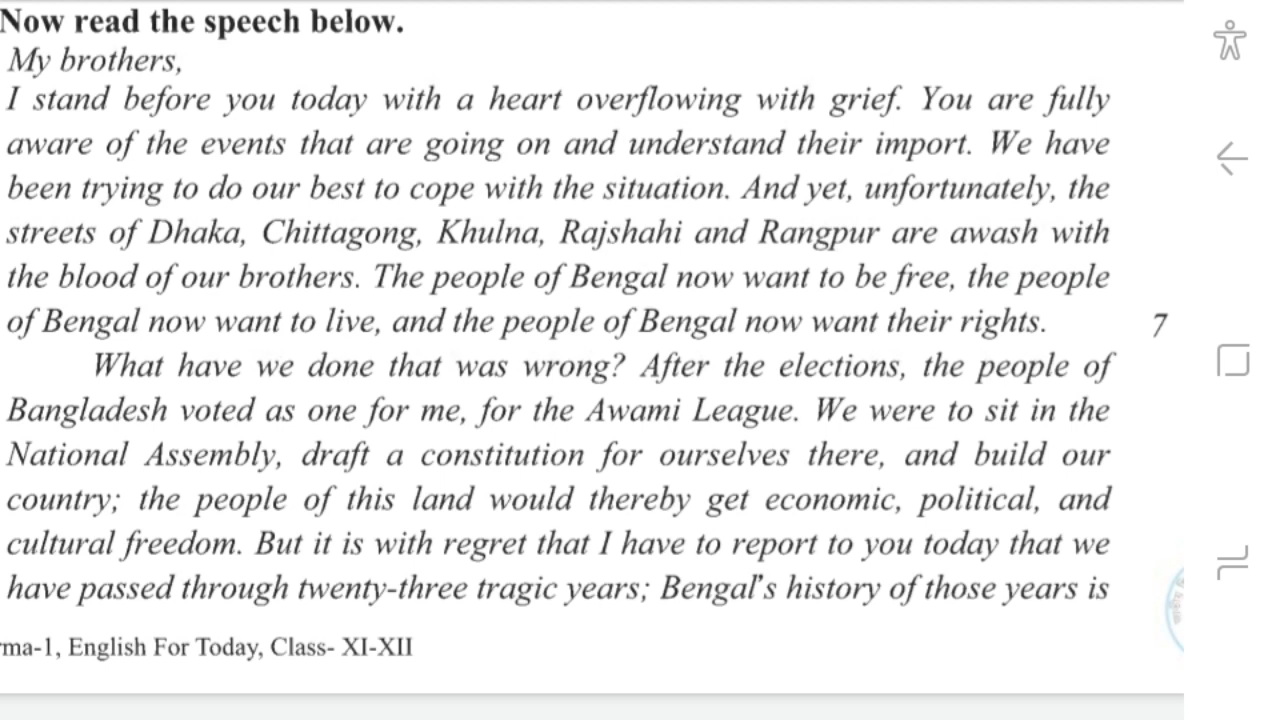 Now read the speech below.
My brothers,
I stand before you today with a heart overflowing with grief. You are fully
aware of the events that are going on and understand their import. We have
been trying to do our best to cope with the situation. And yet, unfortunately, the
streets of Dhaka, Chittagong, Khulna, Rajshahi and Rangpur are awash with
the blood of our brothers. The people of Bengal now want to be free, the people
of Bengal now want to live, and the people of Bengal now want their rights. 7
What have we done that was wrong? After the elections, the people of
Bangladesh voted as one for me, for the Awami League. We were to sit in the
National Assembly, draft a constitution for ourselves there, and build our
country; the people of this land would thereby get economic, political, and
cultural freedom. But it is with regret that I have to report to you today that we
have passed through twenty-three tragic years; Bengal's history of those years is
ma-1, English For Today, Class- XI-XII